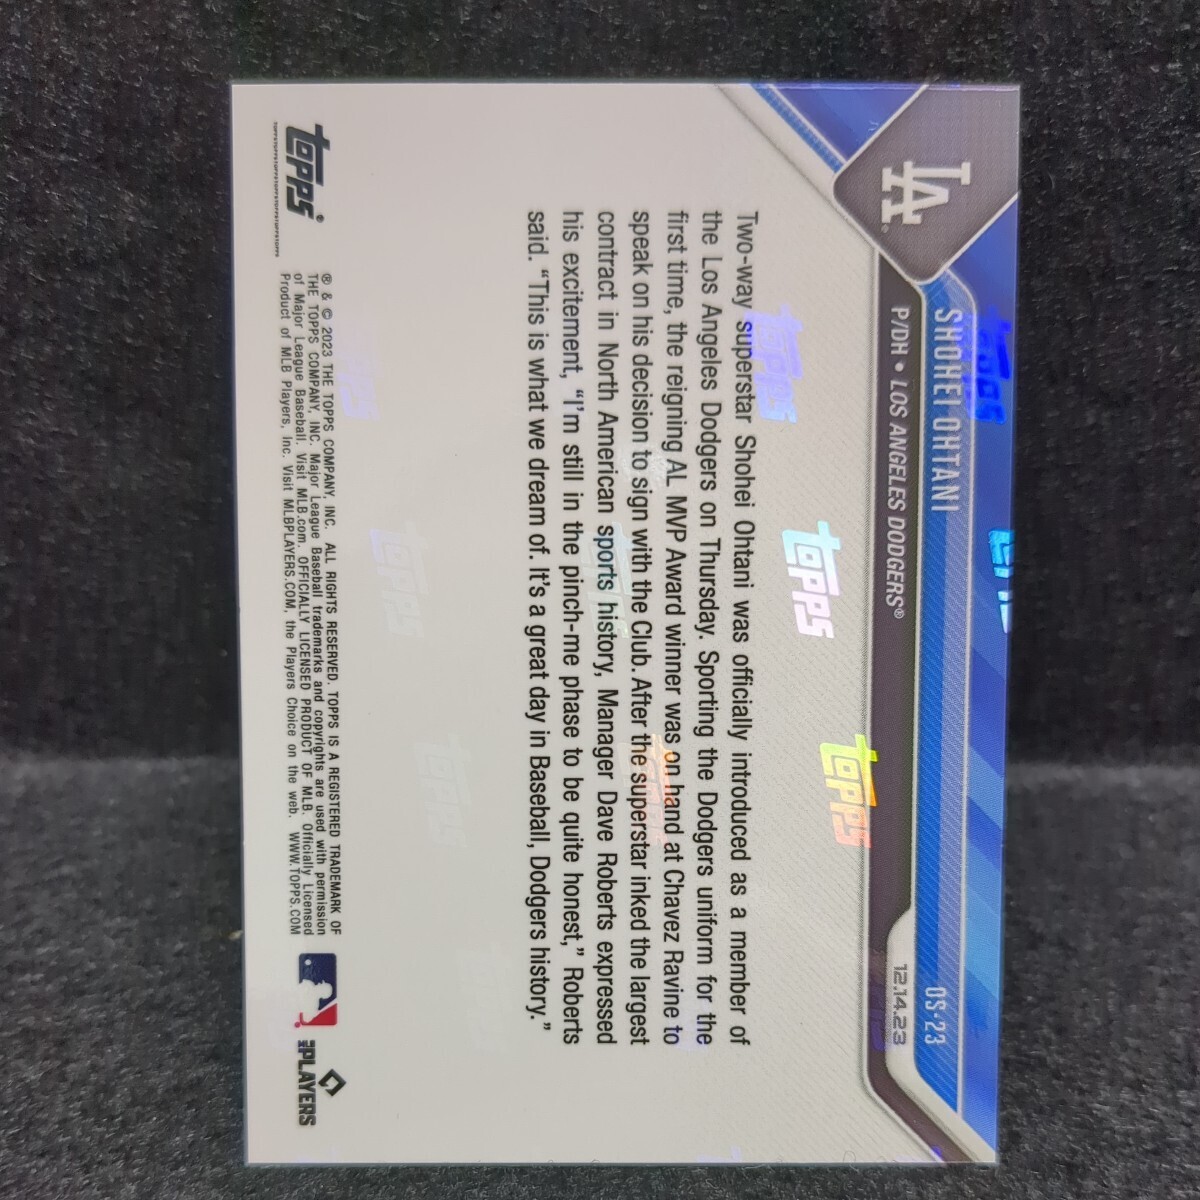 LA
SHOHEI OHTANI
OS-23
P/DH • LOS ANGELES DODGERS®
12.14.23
Two-way superstar Shohei Ohtani was officially introduced as a member of
the Los Angeles Dodgers on Thursday. Sporting the Dodgers uniform for the
first time, the reigning AL MVP Award winner was on hand at Chavez Ravine to
speak on his decision to sign with the Club. After the superstar inked the largest
contract in North American sports history, Manager Dave Roberts expressed
his excitement, “I’m still in the pinch-me phase to be quite honest,” Roberts
said. “This is what we dream of. It’s a great day in Baseball, Dodgers history.”
topps
® & © 2023 THE TOPPS COMPANY, INC. ALL RIGHTS RESERVED. TOPPS IS A REGISTERED TRADEMARK OF
THE TOPPS COMPANY, INC. Major League Baseball trademarks and copyrights are used with permission
of Major League Baseball. Visit MLB.com. OFFICIALLY LICENSED PRODUCT OF MLB. Officially Licensed
Product of MLB Players, Inc. Visit MLBPLAYERS.COM, the Players Choice on the web. WWW.TOPPS.COM
PLAYERS
topps
topps
topps
topps
topps
topps
topps
topps